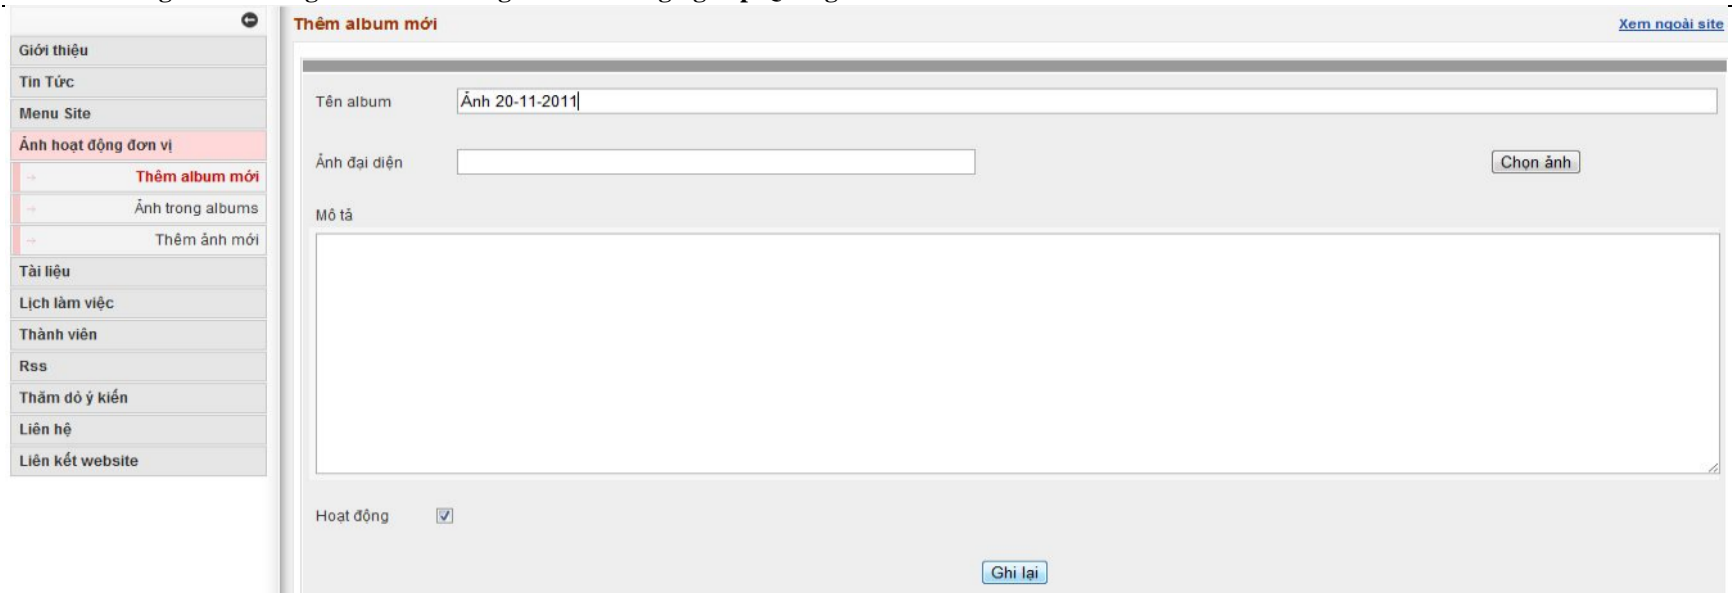 Thêm album mới
Xem ngoài site
Giới thiệu
Tin Tức
Menu Site
Ảnh hoạt động đơn vị
Thêm album mới
Ảnh trong albums
Thêm ảnh mới
Tài liệu
Lịch làm việc
Thành viên
Rss
Thăm dò ý kiến
Liên hệ
Liên kết website
Tên album
Ảnh 20-11-2011
Ảnh đại diện
Chọn ảnh
Mô tả
Hoạt động
Ghi lại